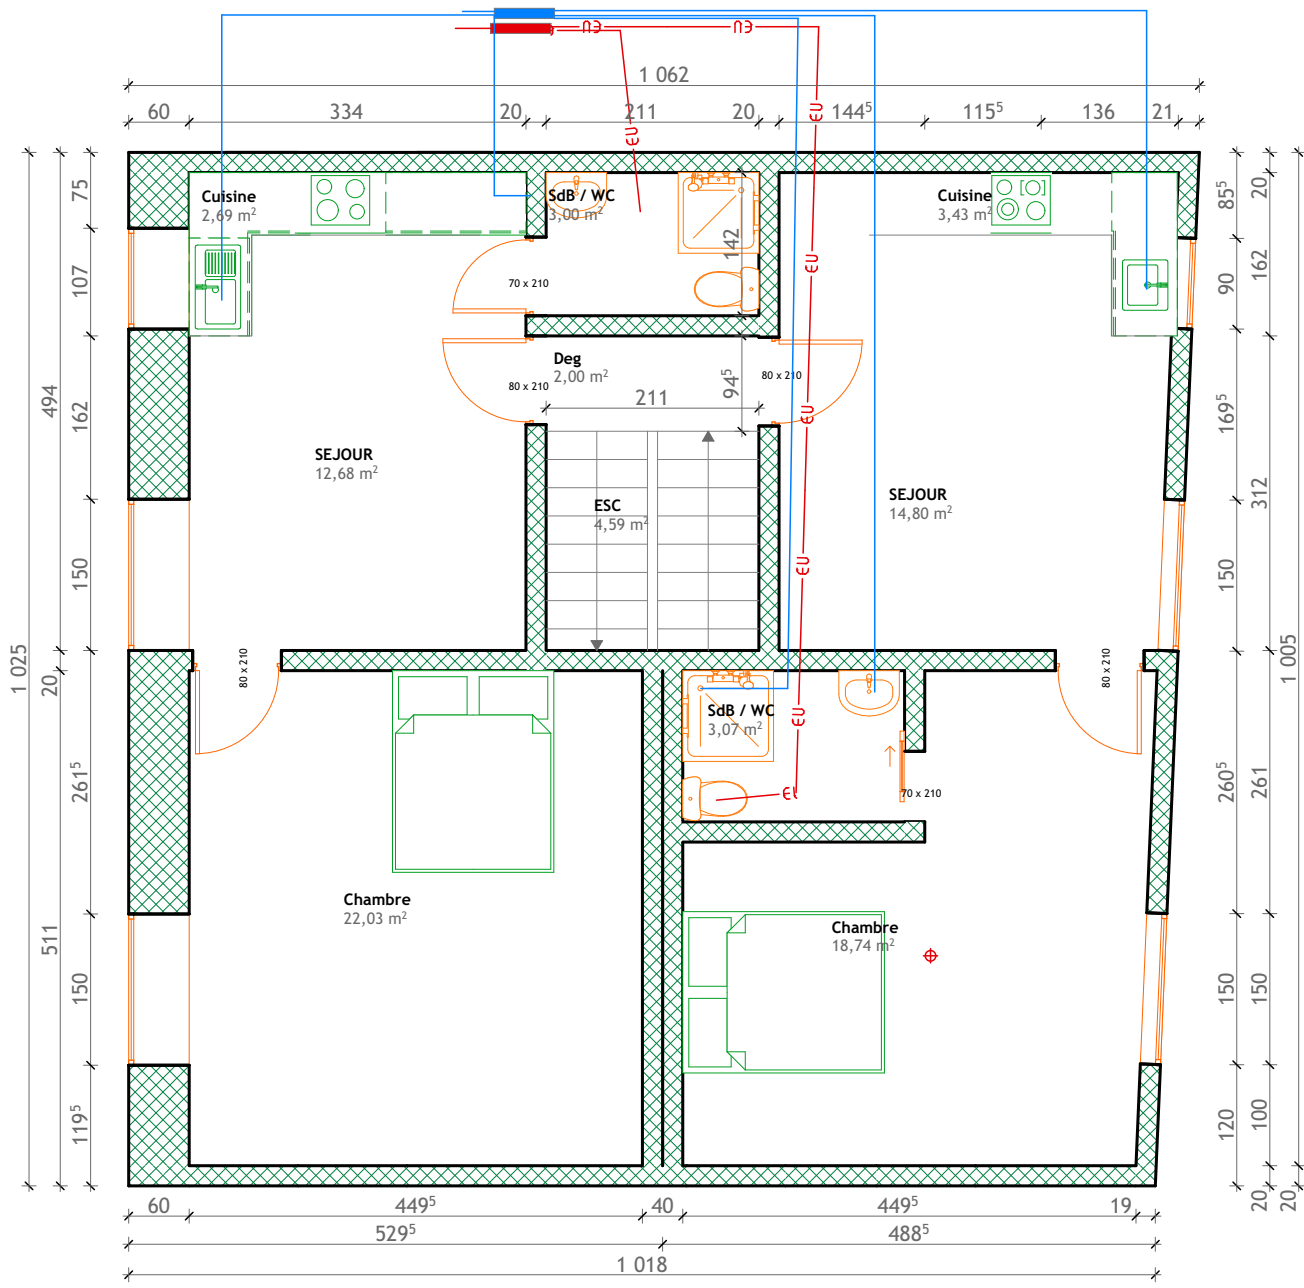 EU
EU
1 062
60
334
20
211
20
144⁵
115⁵
136
21
EU
EU
Cuisine
2,69 m²
SdB / WC
3,00 m²
Cuisine
3,43 m²
75
142
85⁵
20
EU
107
70 x 210
90
162
Deg
2,00 m²
80 x 210
80 x 210
94⁵
211
494
162
EU
169⁵
SEJOUR
12,68 m²
SEJOUR
14,80 m²
ESC
4,59 m²
312
150
EU
150
1 025
20
80 x 210
80 x 210
1 005
SdB / WC
3,07 m²
EU
261⁵
EU
70 x 210
260⁵
261
Chambre
22,03 m²
Chambre
18,74 m²
511
150
150
150
119⁵
120
100
20
20
60
449⁵
40
449⁵
19
529⁵
488⁵
1 018